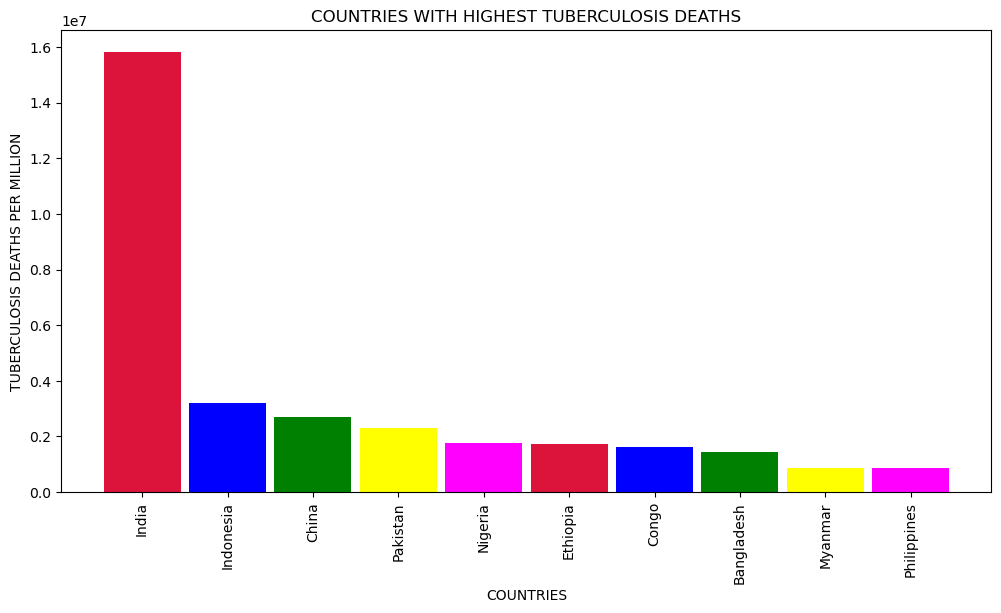 COUNTRIES WITH HIGHEST TUBERCULOSIS DEATHS
1e7
TUBERCULOSIS DEATHS PER MILLION
1.6
1.4
1.2
1.0
0.8
0.6
0.4
0.2
0.0
India
Indonesia
China
Pakistan
Nigeria
Ethiopia
Congo
Bangladesh
Myanmar
Philippines
COUNTRIES